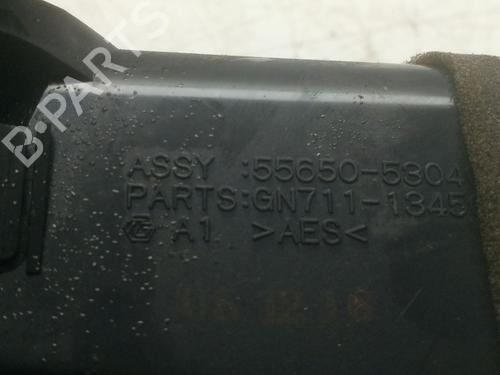 B-PARTS
ASSY :55650-5304
PARTS:GN711-1345
A1 >AES<